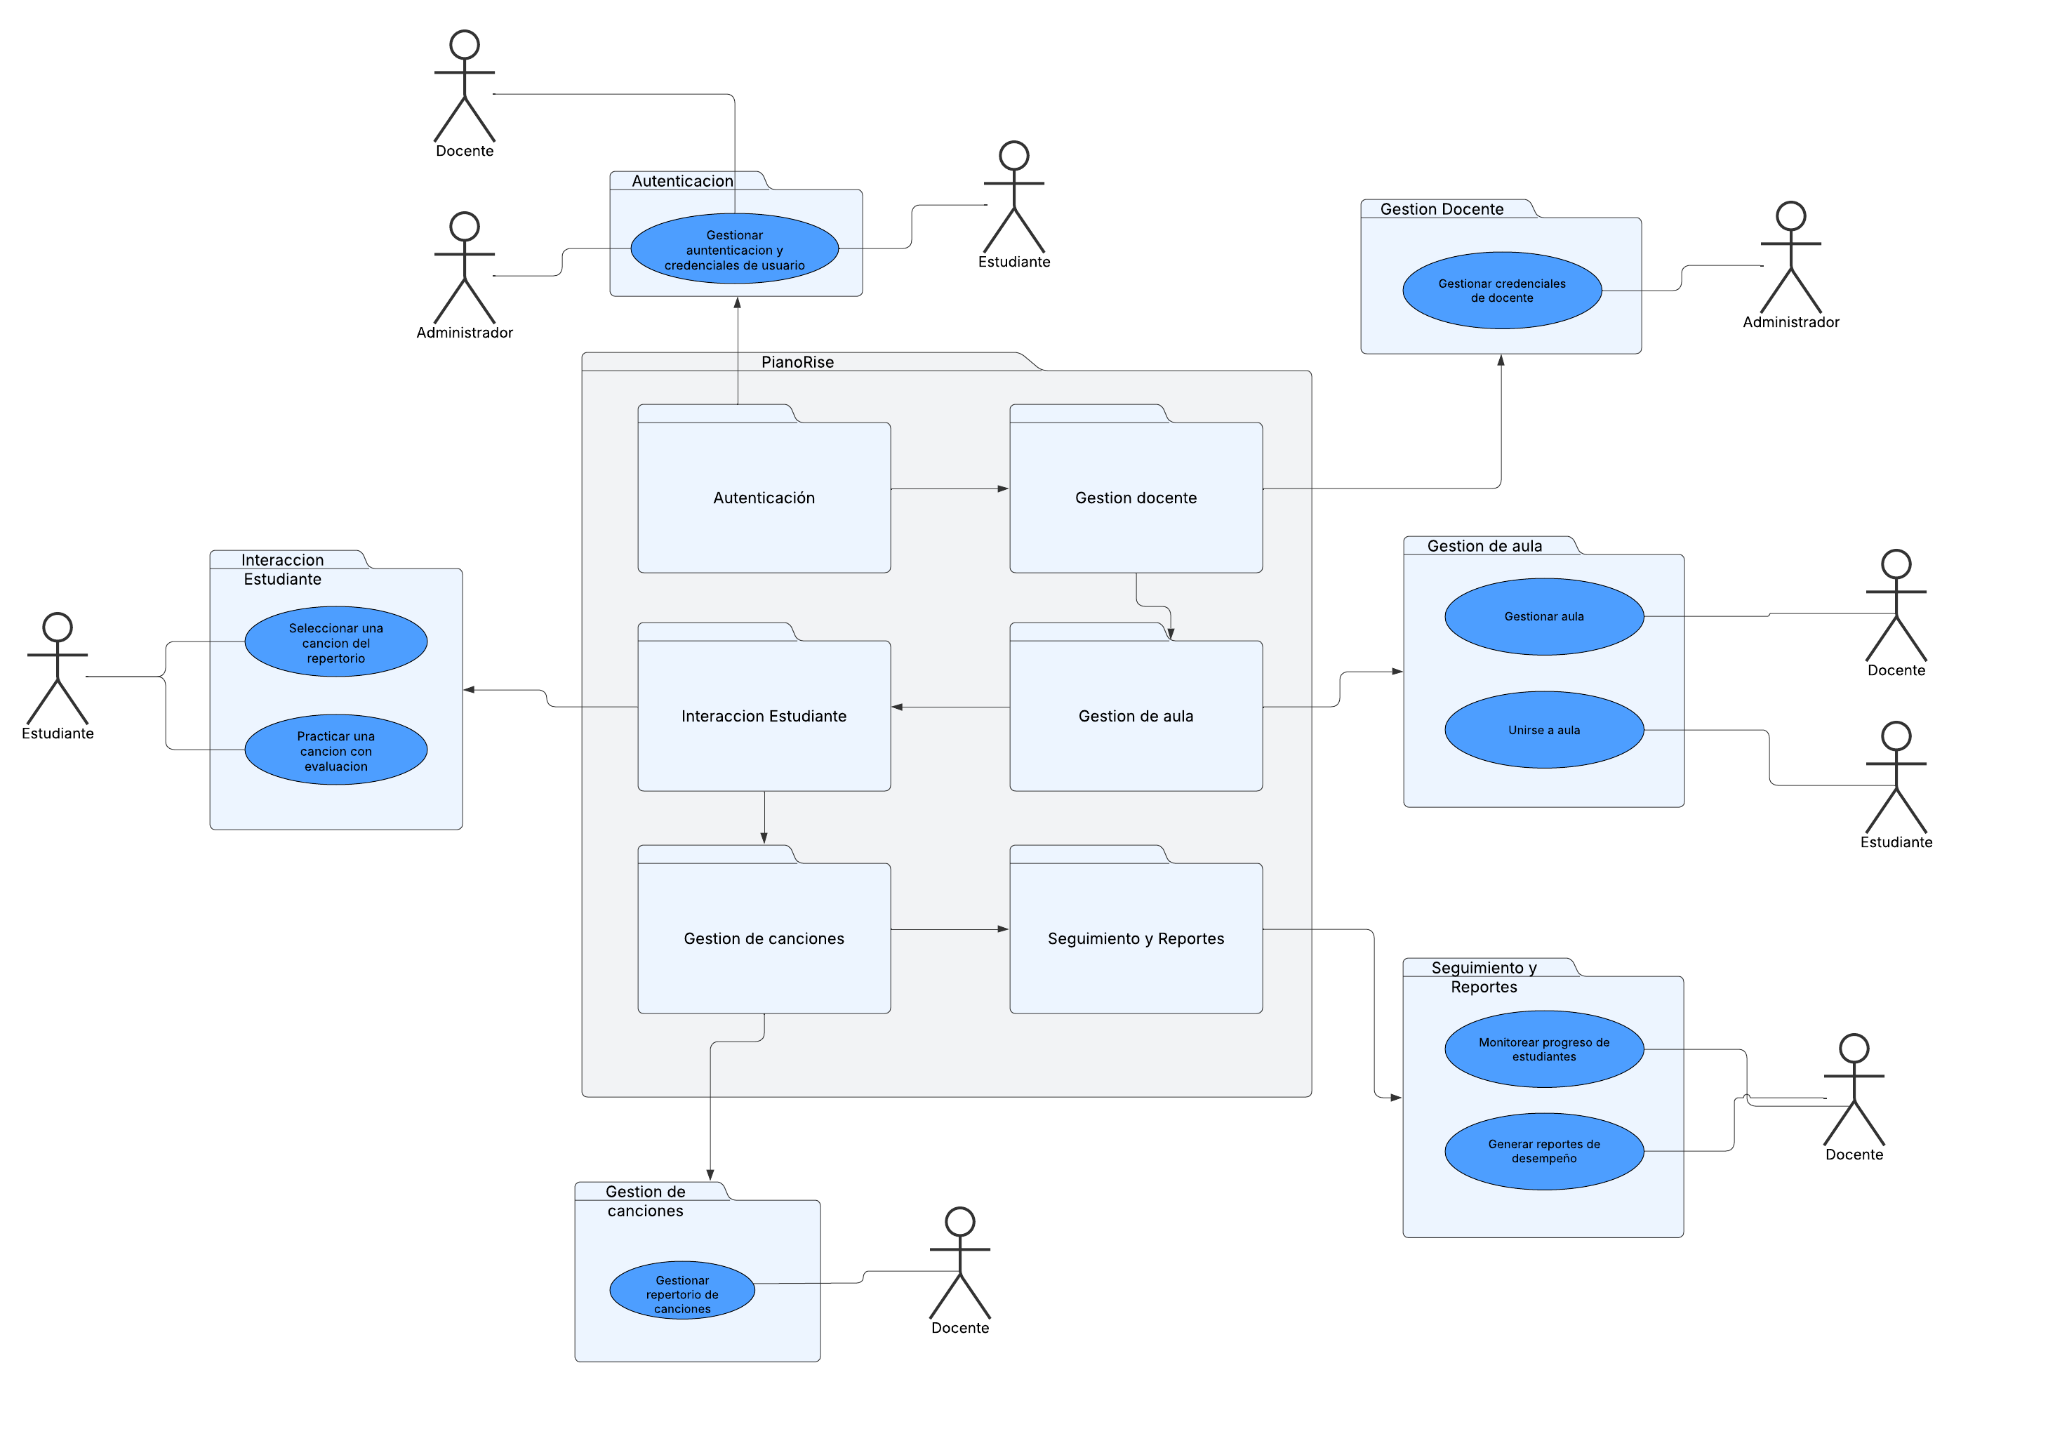 Docente
Autenticacion
Estudiante
Gestionar
auntenticacion y
credenciales de usuario
Administrador
Gestion Docente
Gestionar credenciales
de docente
Administrador
PianoRise
Autenticación
Gestion docente
Interaccion
Estudiante
Seleccionar una
cancion del
repertorio
Practicar una
cancion con
evaluacion
Estudiante
Gestion de aula
Gestionar aula
Docente
Unirse a aula
Estudiante
Interaccion Estudiante
Gestion de aula
Gestion de canciones
Seguimiento y Reportes
Seguimiento y
Reportes
Monitorear progreso de
estudiantes
Generar reportes de
desempeño
Docente
Gestion de
canciones
Gestionar
repertorio de
canciones
Docente